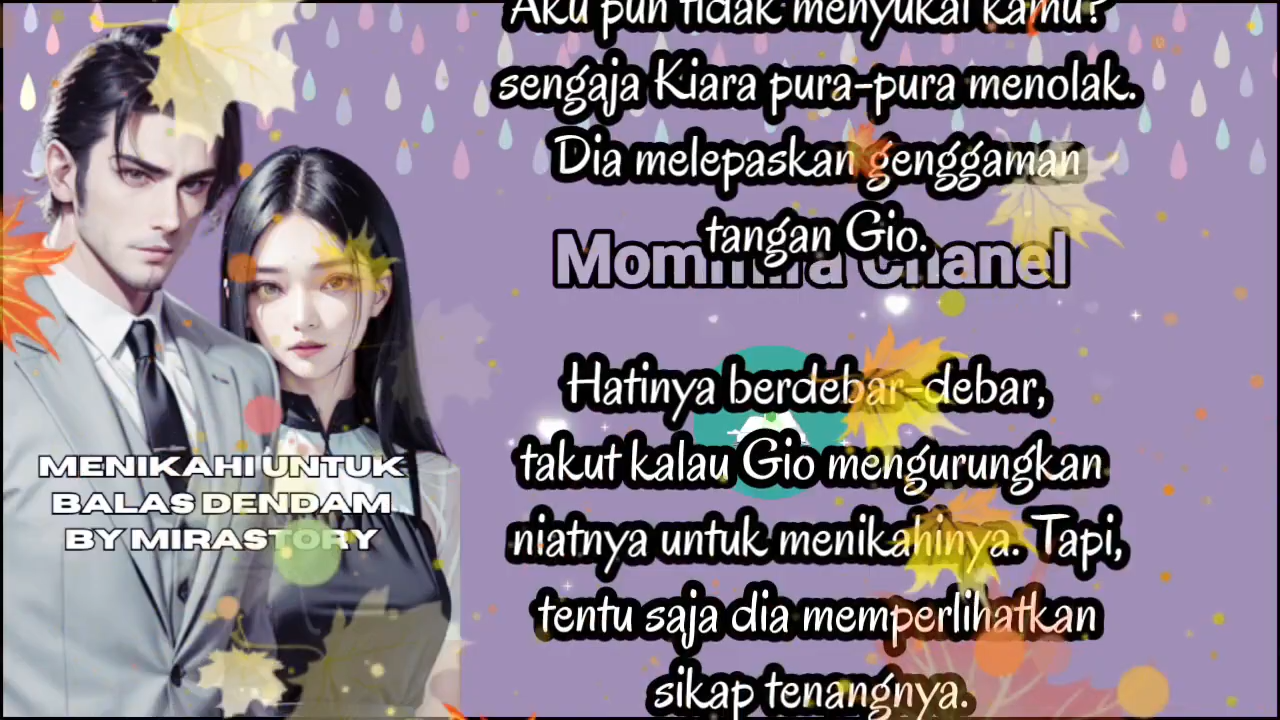 Aku pun tidak menyukai kamu?
sengaja Kiara pura-pura menolak.
Dia melepaskan genggaman
tangan Gio.
Chanel
Hatinya berdebar-debar,
takut kalau Gio mengurungkan
niatnya untuk menikahinya. Tapi,
tentu saja dia memperlihatkan
sikap tenangnya.
MENIKAHI UNTUK
BALAS DENDAM
BY MIRASTORY